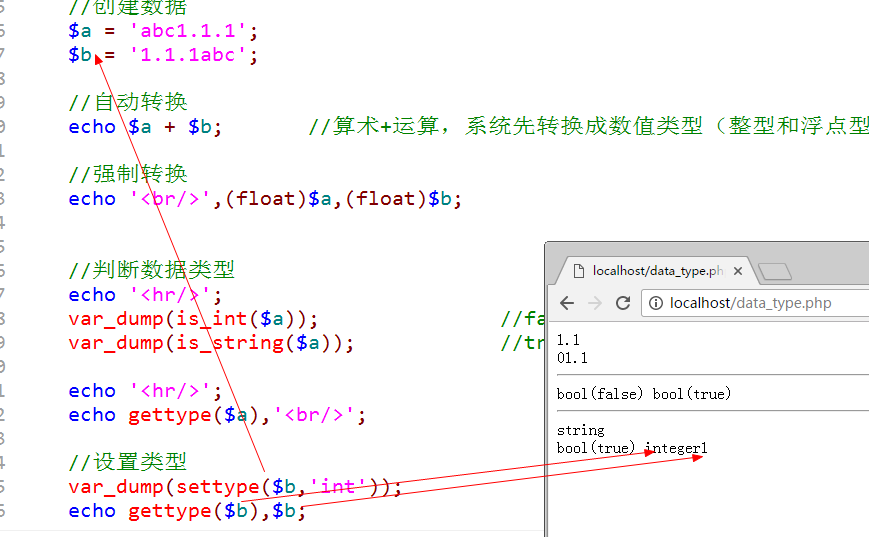 //创建数据
$a = 'abc1.1.1';
$b = '1.1.1abc';
//自动转换
echo $a + $b; //算术+运算，系统先转换成数值类型（整型和浮点型
//强制转换
echo '<br/>',(float)$a,(float)$b;
//判断数据类型
echo '<hr/>';
var_dump(is_int($a)); //fa
var_dump(is_string($a)); //tr
echo '<hr/>';
echo gettype($a),'<br/>';
//设置类型
var_dump(settype($b,'int'));
echo gettype($b),$b;
localhost/data_type.ph
localhost/data_type.php
1.1
01.1
bool(false) bool(true)
string
bool(true) integer1